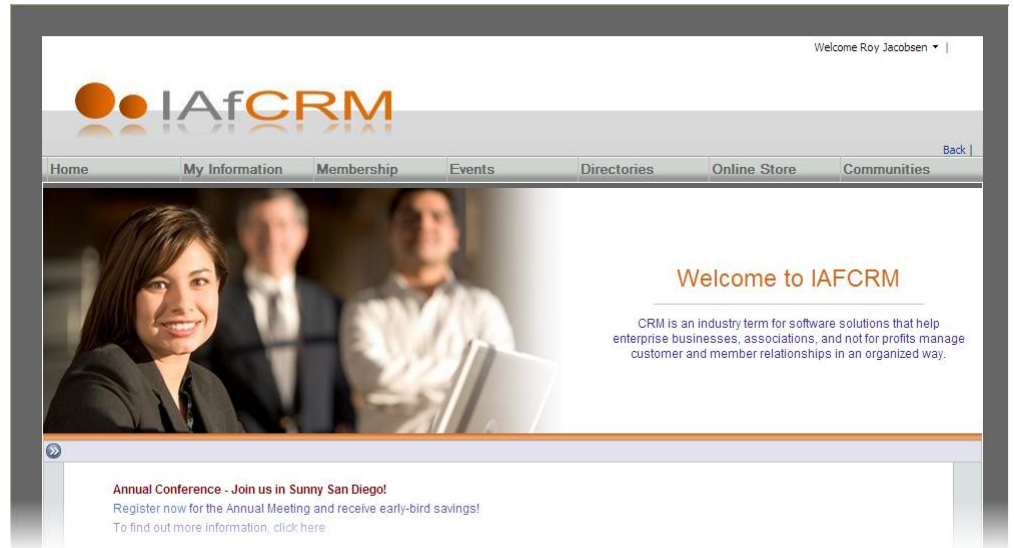 Welcome Roy Jacobsen ▾ |
IAfCRM
Back |
Home My Information Membership Events Directories Online Store Communities
Welcome to IAFCRM
CRM is an industry term for software solutions that help
enterprise businesses, associations, and not for profits manage
customer and member relationships in an organized way.
Annual Conference - Join us in Sunny San Diego!
Register now for the Annual Meeting and receive early-bird savings!
To find out more information, click here